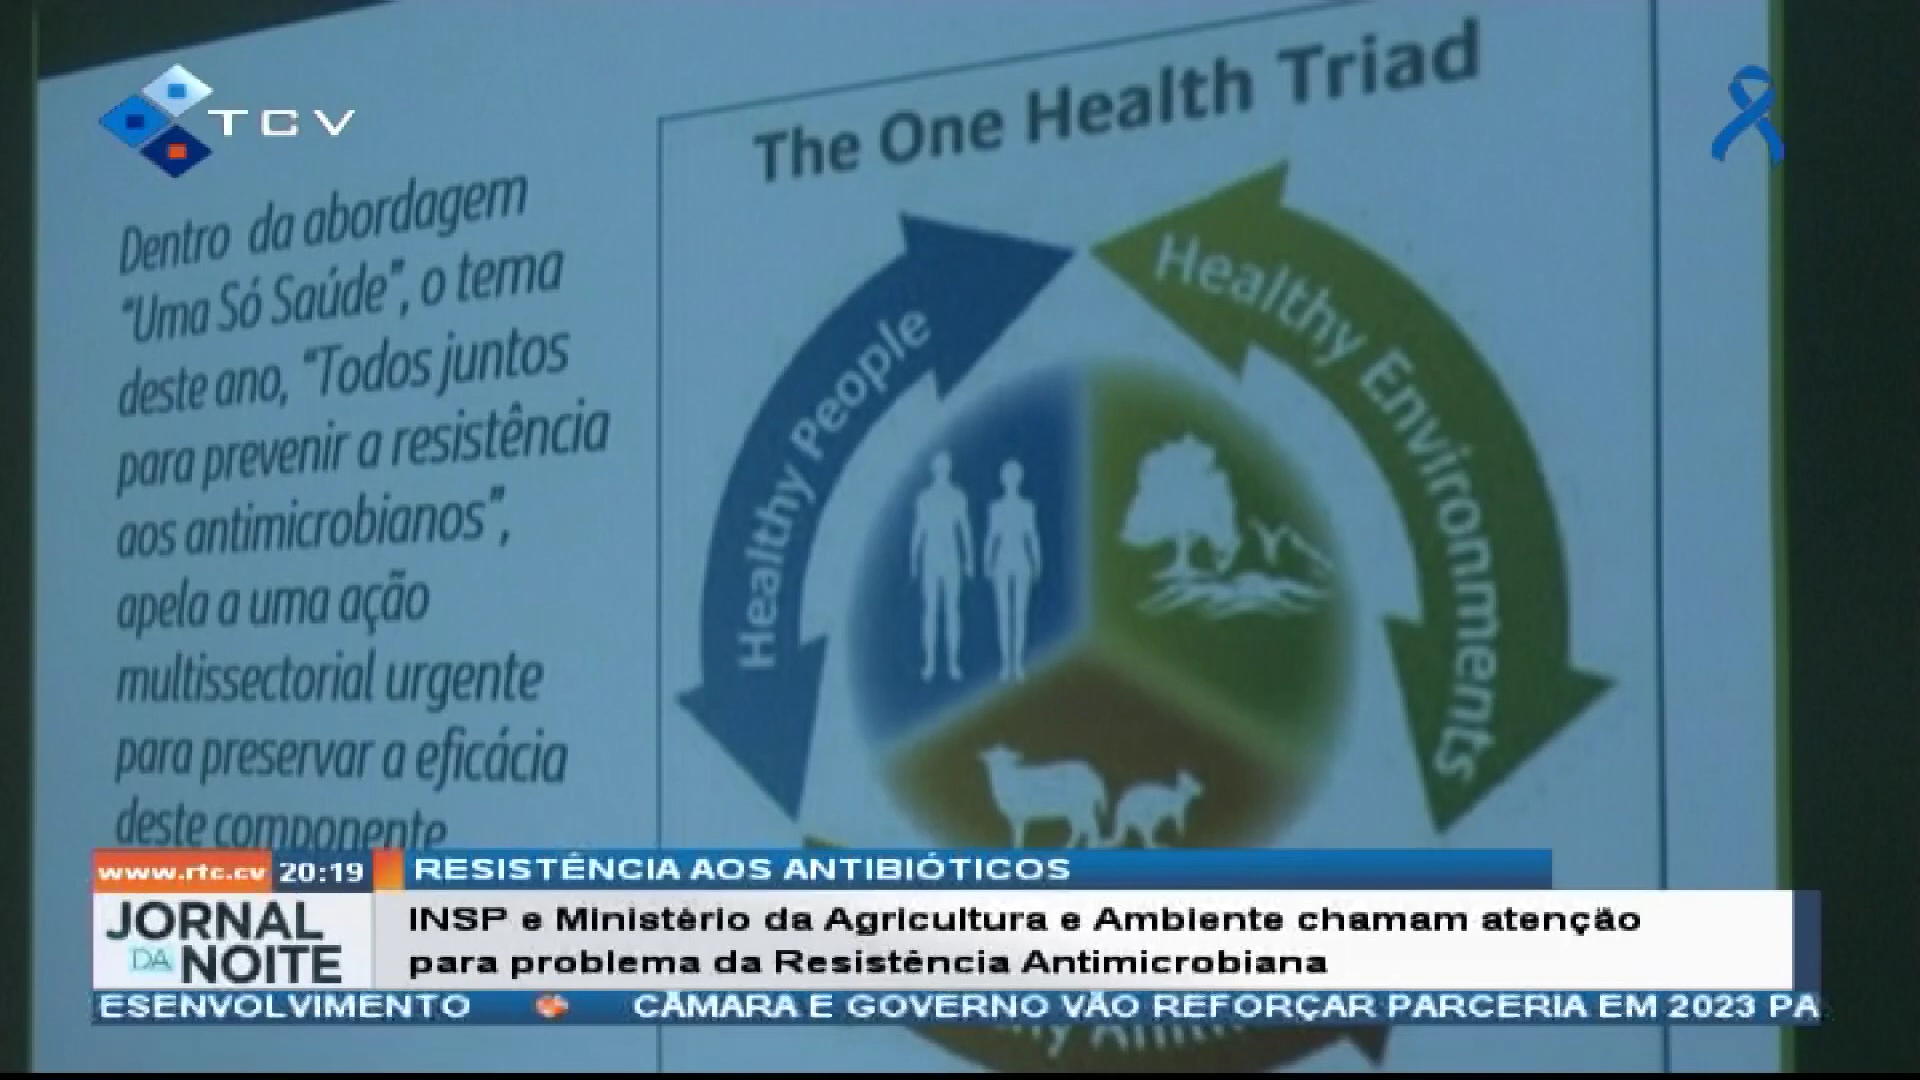 TCV
The One Health Triad
Dentro da abordagem
"Uma Só Saúde", o tema
deste ano, "Todos juntos
para prevenir a resistência
aos antimicrobianos",
apela a uma ação
multissectorial urgente
para preservar a eficácia
deste componente
Healthy People
Healthy Environments
www.rtc.cv 20:19 RESISTÊNCIA AOS ANTIBIÓTICOS
JORNAL
DA NOITE
INSP e Ministério da Agricultura e Ambiente chamam atenção
para problema da Resistência Antimicrobiana
ESENVOLVIMENTO CÂMARA E GOVERNO VÃO REFORÇAR PARCERIA EM 2023 PA